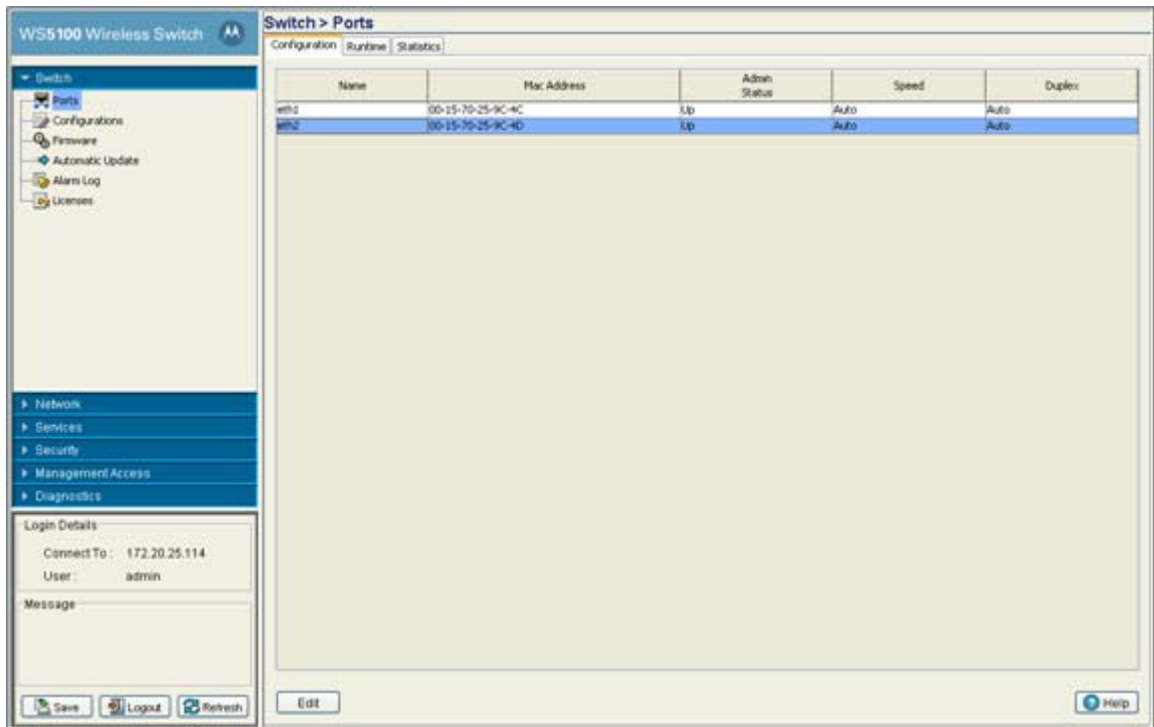 WS5100 Wireless Switch
Switch
Ports
Configurations
Firmware
Automatic Update
Alarm Log
Licenses
Network
Services
Security
Management Access
Diagnostics
Login Details
Connect To : 172.20.25.114
User : admin
Message
Save Logout Refresh
Switch > Ports
Configuration Runtime Statistics
Name Mac Address Admin Status Speed Duplex
eth1 00-15-70-25-9C-4C Up Auto Auto
eth2 00-15-70-25-9C-4D Up Auto Auto
Edit Help